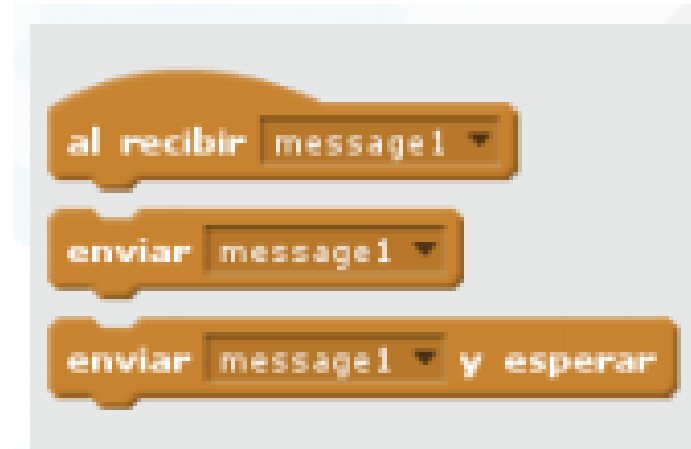 al recibir message1
enviar message1
enviar message1 y esperar